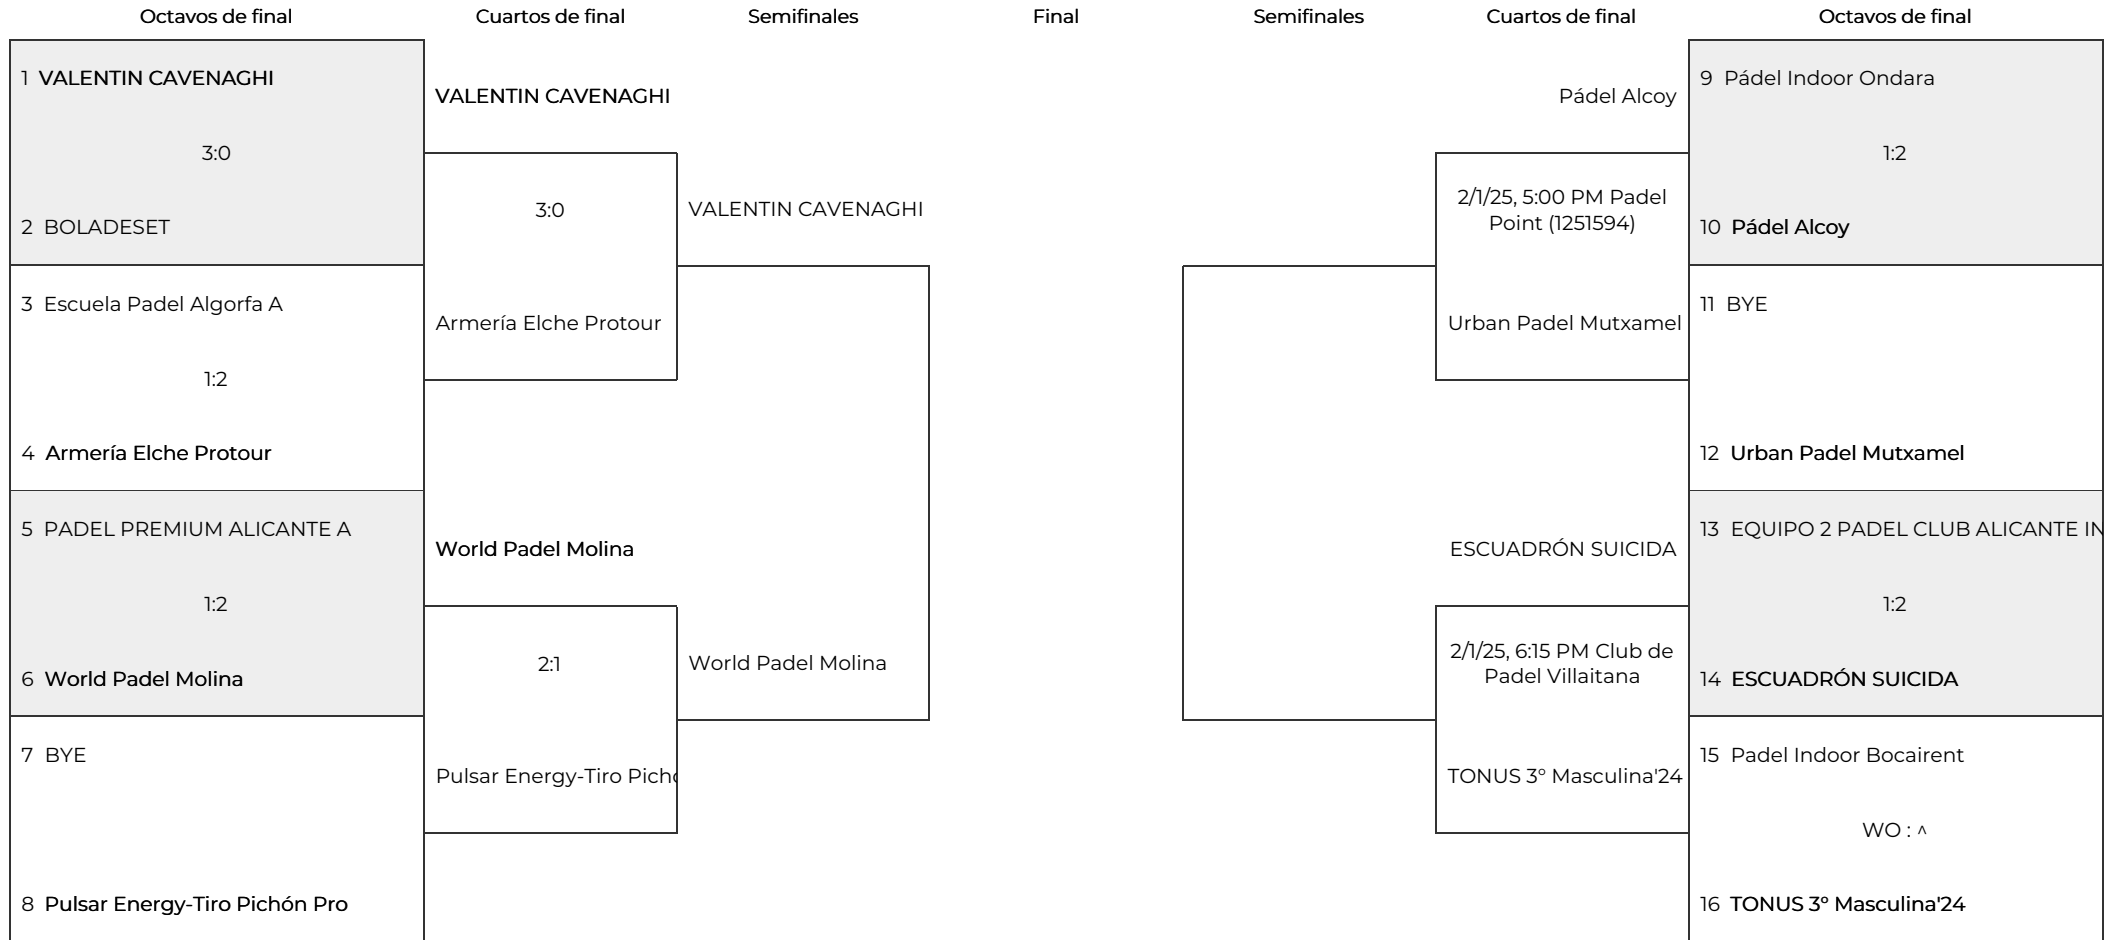 Octavos de final
Cuartos de final
Semifinales
Final
Semifinales
Cuartos de final
Octavos de final
1 VALENTIN CAVENAGHI
3:0
2 BOLADESET
3 Escuela Padel Algorfa A
1:2
4 Armería Elche Protour
5 PADEL PREMIUM ALICANTE A
1:2
6 World Padel Molina
7 BYE
8 Pulsar Energy-Tiro Pichón Pro
VALENTIN CAVENAGHI
3:0
Armería Elche Protour
World Padel Molina
2:1
Pulsar Energy-Tiro Pichó
VALENTIN CAVENAGHI
World Padel Molina
Pádel Alcoy
2/1/25, 5:00 PM Padel
Point (1251594)
Urban Padel Mutxamel
ESCUADRÓN SUICIDA
2/1/25, 6:15 PM Club de
Padel Villaitana
TONUS 3º Masculina'24
9 Pádel Indoor Ondara
1:2
10 Pádel Alcoy
11 BYE
12 Urban Padel Mutxamel
13 EQUIPO 2 PADEL CLUB ALICANTE IN
1:2
14 ESCUADRÓN SUICIDA
15 Padel Indoor Bocairent
WO : ^
16 TONUS 3º Masculina'24